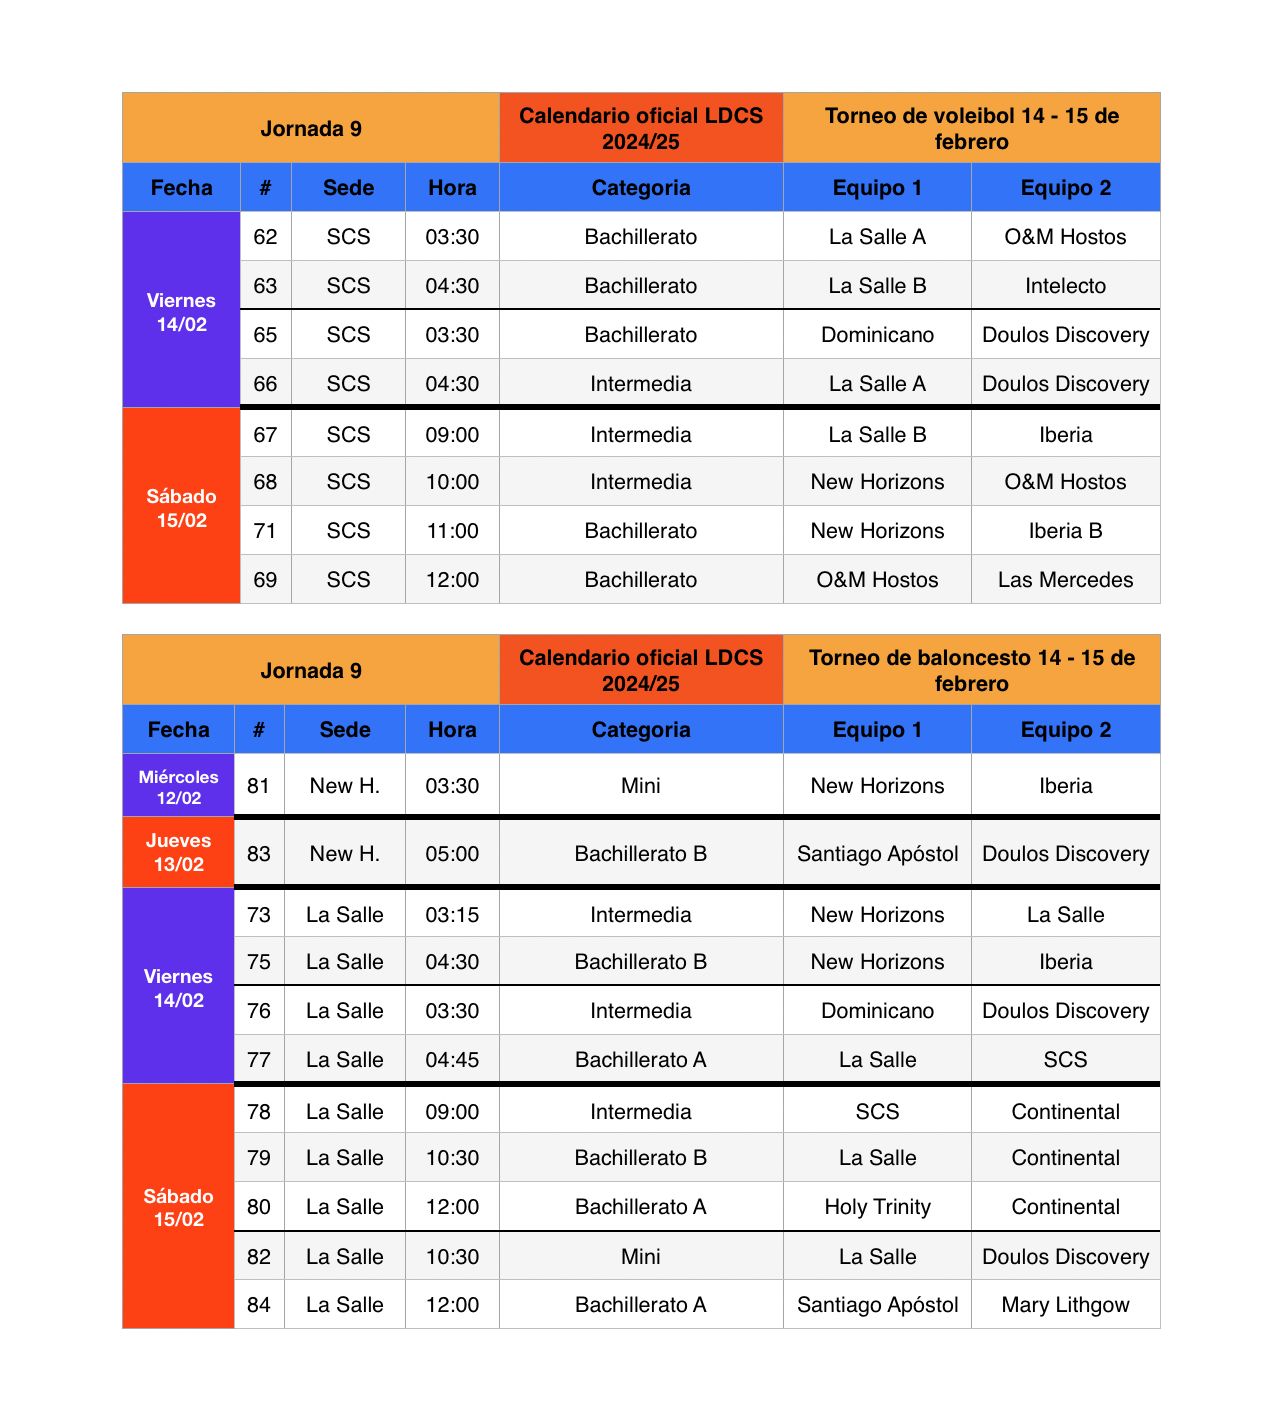 Jornada 9 Calendario oficial LDCS 2024/25 Torneo de voleibol 14 - 15 de febrero
Fecha # Sede Hora Categoria Equipo 1 Equipo 2
Viernes 14/02
62 SCS 03:30 Bachillerato La Salle A O&M Hostos
63 SCS 04:30 Bachillerato La Salle B Intelecto
65 SCS 03:30 Bachillerato Dominicano Doulos Discovery
66 SCS 04:30 Intermedia La Salle A Doulos Discovery
Sábado 15/02
67 SCS 09:00 Intermedia La Salle B Iberia
68 SCS 10:00 Intermedia New Horizons O&M Hostos
71 SCS 11:00 Bachillerato New Horizons Iberia B
69 SCS 12:00 Bachillerato O&M Hostos Las Mercedes
Jornada 9 Calendario oficial LDCS 2024/25 Torneo de baloncesto 14 - 15 de febrero
Fecha # Sede Hora Categoria Equipo 1 Equipo 2
Miércoles 12/02
81 New H. 03:30 Mini New Horizons Iberia
Jueves 13/02
83 New H. 05:00 Bachillerato B Santiago Apóstol Doulos Discovery
Viernes 14/02
73 La Salle 03:15 Intermedia New Horizons La Salle
75 La Salle 04:30 Bachillerato B New Horizons Iberia
76 La Salle 03:30 Intermedia Dominicano Doulos Discovery
77 La Salle 04:45 Bachillerato A La Salle SCS
Sábado 15/02
78 La Salle 09:00 Intermedia SCS Continental
79 La Salle 10:30 Bachillerato B La Salle Continental
80 La Salle 12:00 Bachillerato A Holy Trinity Continental
82 La Salle 10:30 Mini La Salle Doulos Discovery
84 La Salle 12:00 Bachillerato A Santiago Apóstol Mary Lithgow